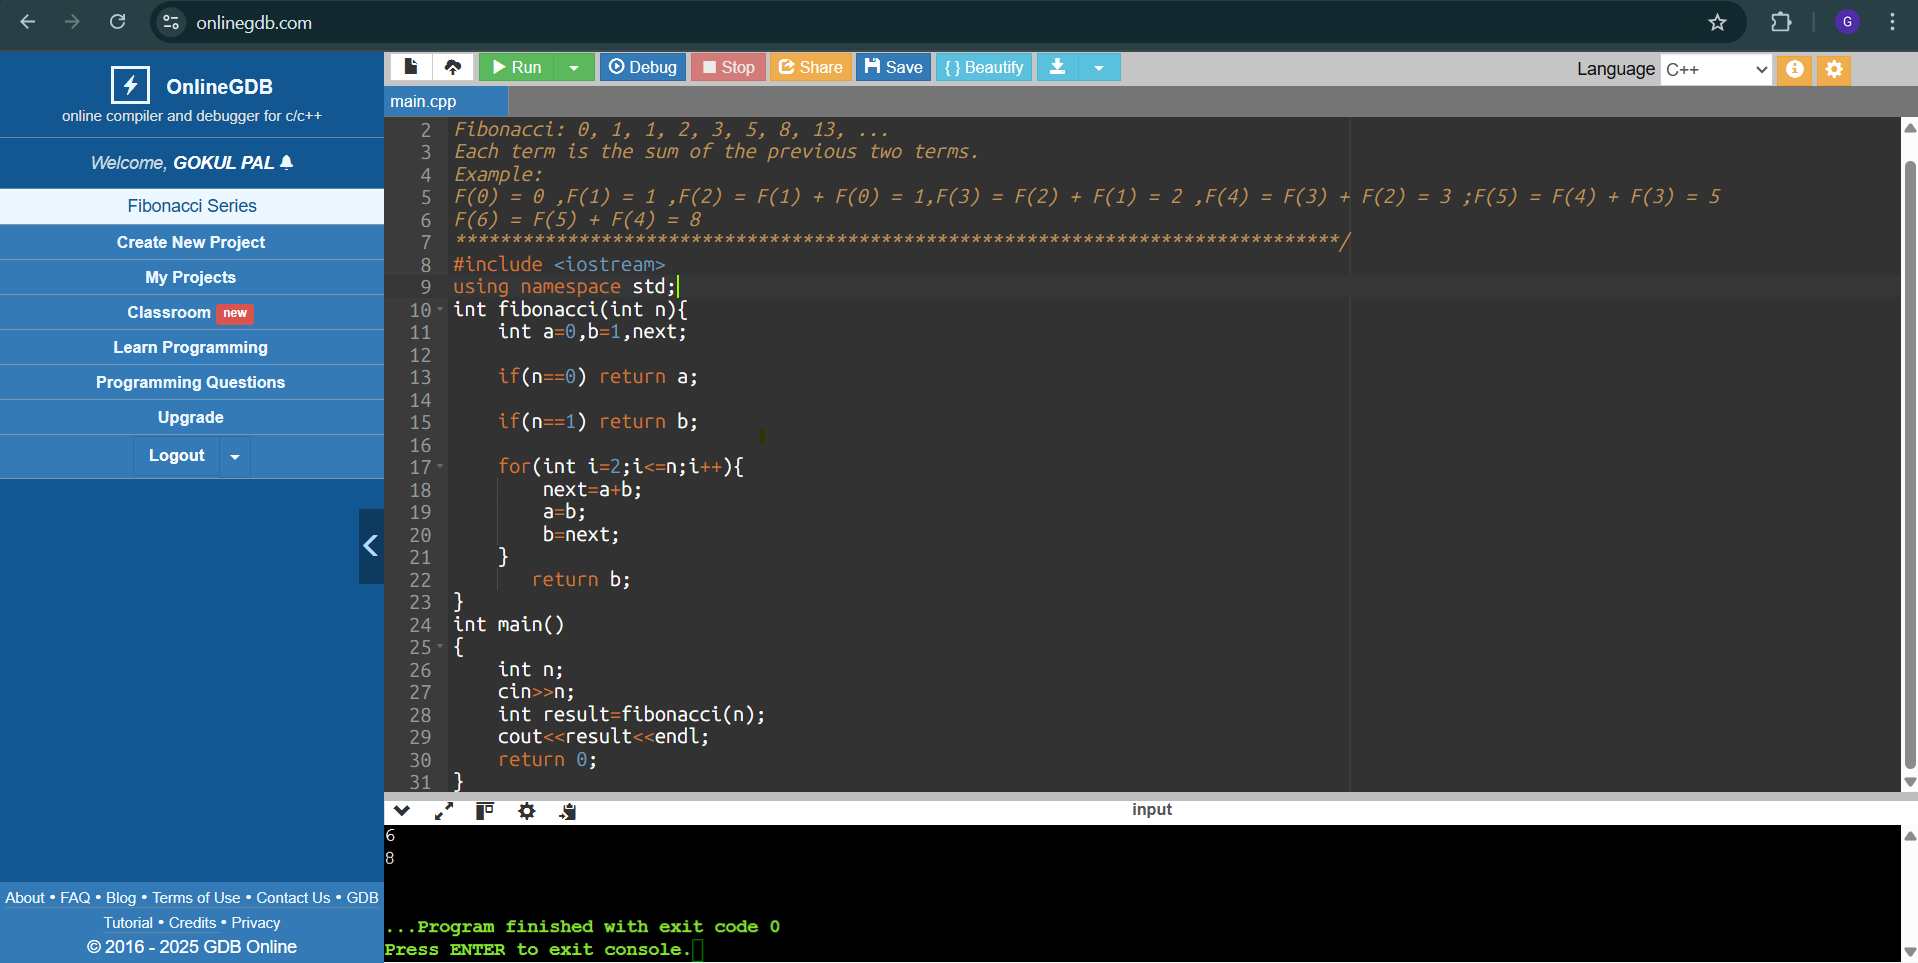 onlinegdb.com
G
OnlineGDB
online compiler and debugger for c/c++
Welcome, GOKUL PAL
Fibonacci Series
Create New Project
My Projects
Classroom new
Learn Programming
Programming Questions
Upgrade
Logout
About • FAQ • Blog • Terms of Use • Contact Us • GDB
Tutorial • Credits • Privacy
© 2016 - 2025 GDB Online
Run Debug Stop Share Save { } Beautify
Language C++
main.cpp
2 Fibonacci: 0, 1, 1, 2, 3, 5, 8, 13, ...
3 Each term is the sum of the previous two terms.
4 Example:
5 F(0) = 0 ,F(1) = 1 ,F(2) = F(1) + F(0) = 1,F(3) = F(2) + F(1) = 2 ,F(4) = F(3) + F(2) = 3 ;F(5) = F(4) + F(3) = 5
6 F(6) = F(5) + F(4) = 8
7 *******************************************************************************/
8 #include <iostream>
9 using namespace std;
10 int fibonacci(int n){
11     int a=0,b=1,next;
12
13     if(n==0) return a;
14
15     if(n==1) return b;
16
17     for(int i=2;i<=n;i++){
18         next=a+b;
19         a=b;
20         b=next;
21     }
22        return b;
23 }
24 int main()
25 {
26     int n;
27     cin>>n;
28     int result=fibonacci(n);
29     cout<<result<<endl;
30     return 0;
31 }
input
6
8
...Program finished with exit code 0
Press ENTER to exit console.